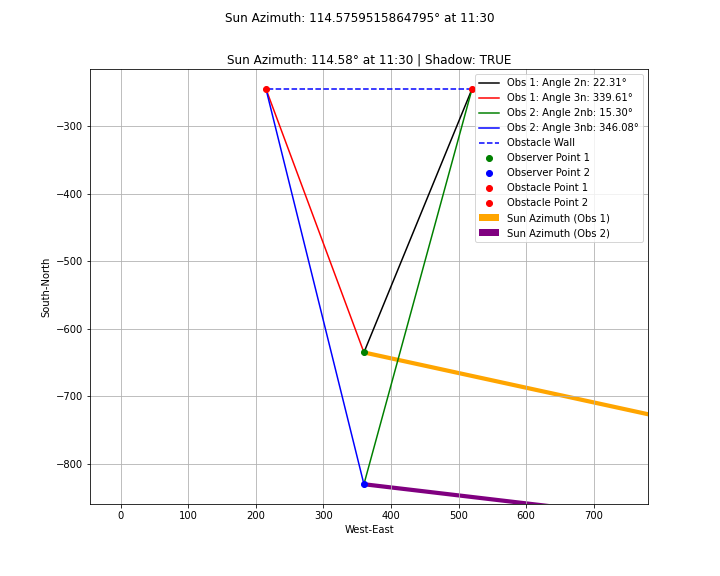 Sun Azimuth: 114.5759515864795° at 11:30
Sun Azimuth: 114.58° at 11:30 | Shadow: TRUE
Obs 1: Angle 2n: 22.31°
Obs 1: Angle 3n: 339.61°
Obs 2: Angle 2nb: 15.30°
Obs 2: Angle 3nb: 346.08°
Obstacle Wall
Observer Point 1
Observer Point 2
Obstacle Point 1
Obstacle Point 2
Sun Azimuth (Obs 1)
Sun Azimuth (Obs 2)
South-North
−300
−400
−500
−600
−700
−800
0 100 200 300 400 500 600 700
West-East